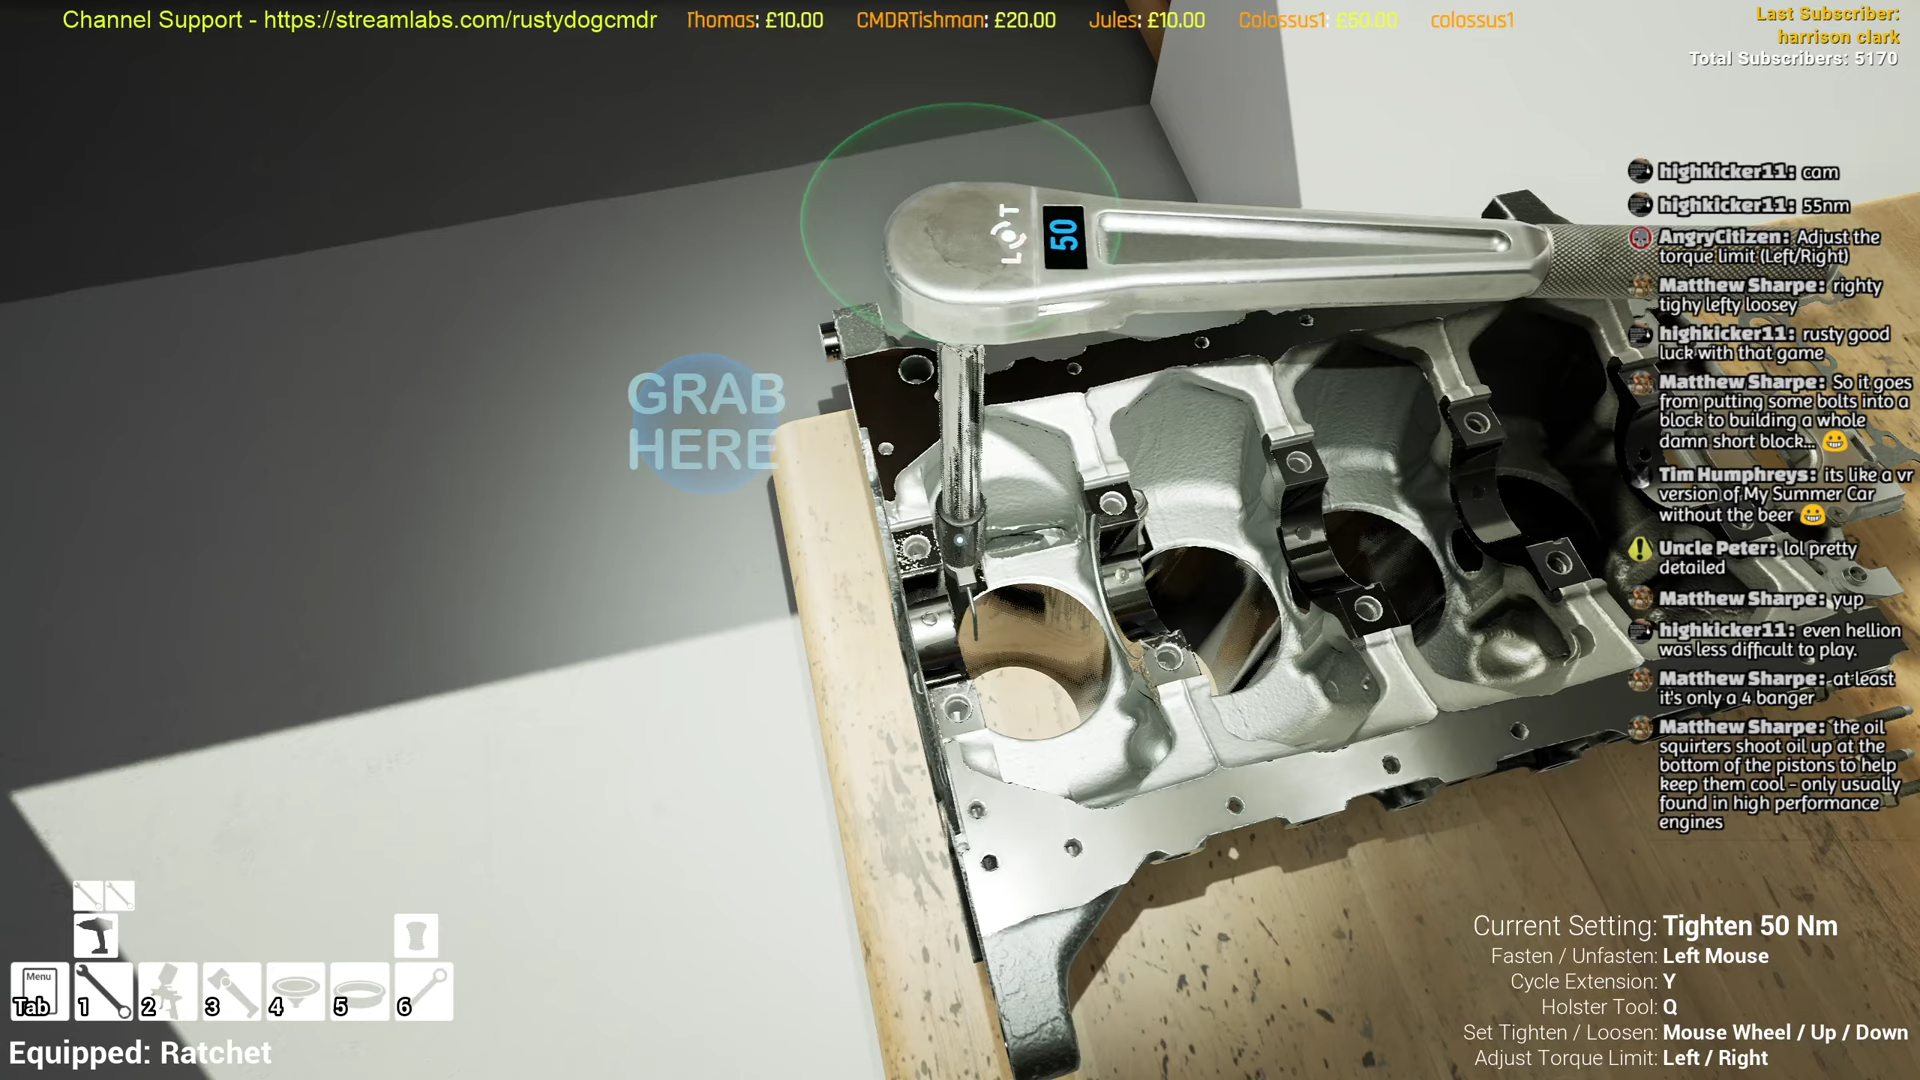 Channel Support - https://streamlabs.com/rustydogcmdr
Thomas: £10.00 CMDRTishman: £20.00 Jules: £10.00 Colossus1: £50.00 colossus1
Last Subscriber:
harrison clark
Total Subscribers: 5170
highkicker11: cam
highkicker11: 55nm
AngryCitizen: Adjust the
torque limit (Left/Right)
Matthew Sharpe: righty
tighy lefty loosey
highkicker11: rusty good
luck with that game
Matthew Sharpe: So it goes
from putting some bolts into a
block to building a whole
damn short block... 😀
Tim Humphreys: its like a vr
version of My Summer Car
without the beer 😀
Uncle Peter: lol pretty
detailed
Matthew Sharpe: yup
highkicker11: even hellion
was less difficult to play.
Matthew Sharpe: at least
it's only a 4 banger
Matthew Sharpe: the oil
squirters shoot oil up at the
bottom of the pistons to help
keep them cool - only usually
found in high performance
engines
L T
50
GRAB
HERE
Menu
Tab 1 2 3 4 5 6
Equipped: Ratchet
Current Setting: Tighten 50 Nm
Fasten / Unfasten: Left Mouse
Cycle Extension: Y
Holster Tool: Q
Set Tighten / Loosen: Mouse Wheel / Up / Down
Adjust Torque Limit: Left / Right